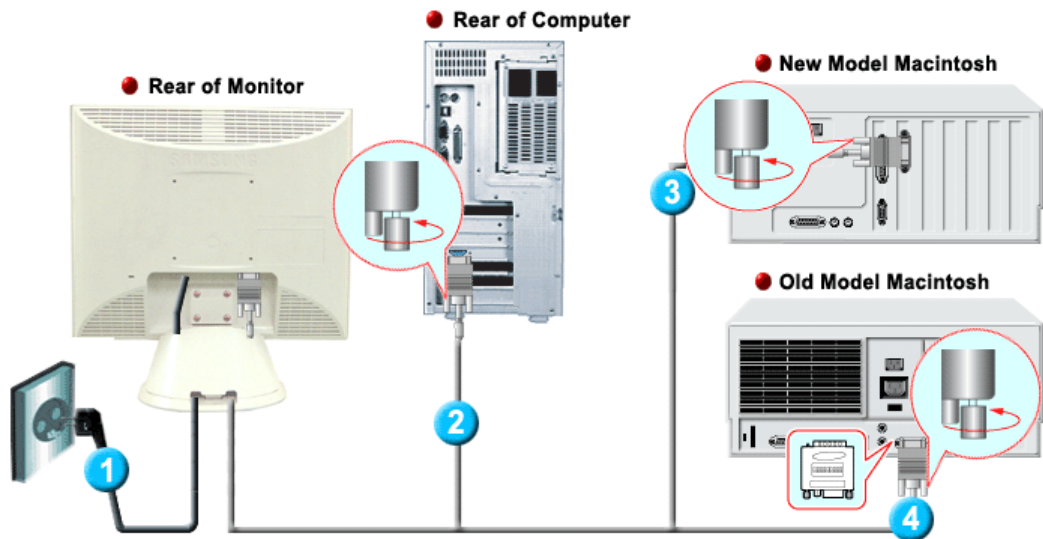 Rear of Computer
Rear of Monitor
New Model Macintosh
SAMSUNG
3
Old Model Macintosh
2
1
4